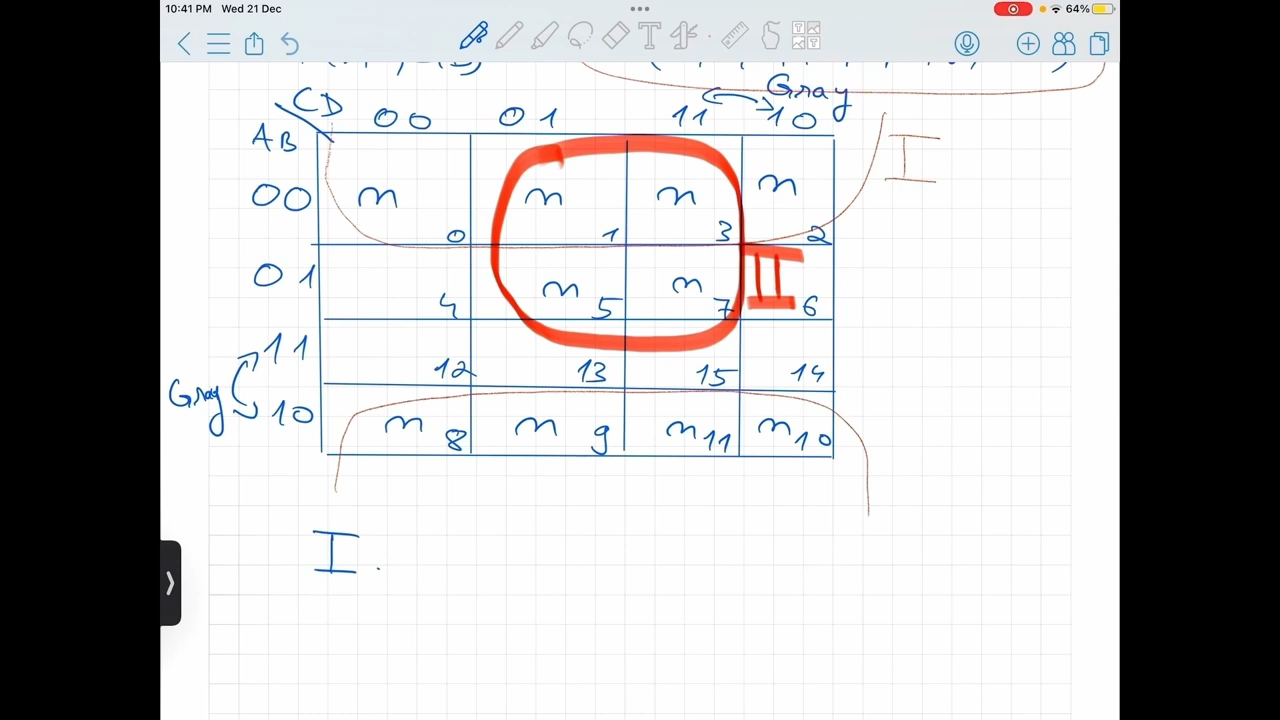 10:41 PM Wed 21 Dec
64%
CD Gray
AB 00 01 11 10
00 m 0 m 1 m 3 m 2 I
01 4 m 5 m 7 II 6
11 12 13 15 14
Gray
10 m 8 m 9 m 11 m 10
I.